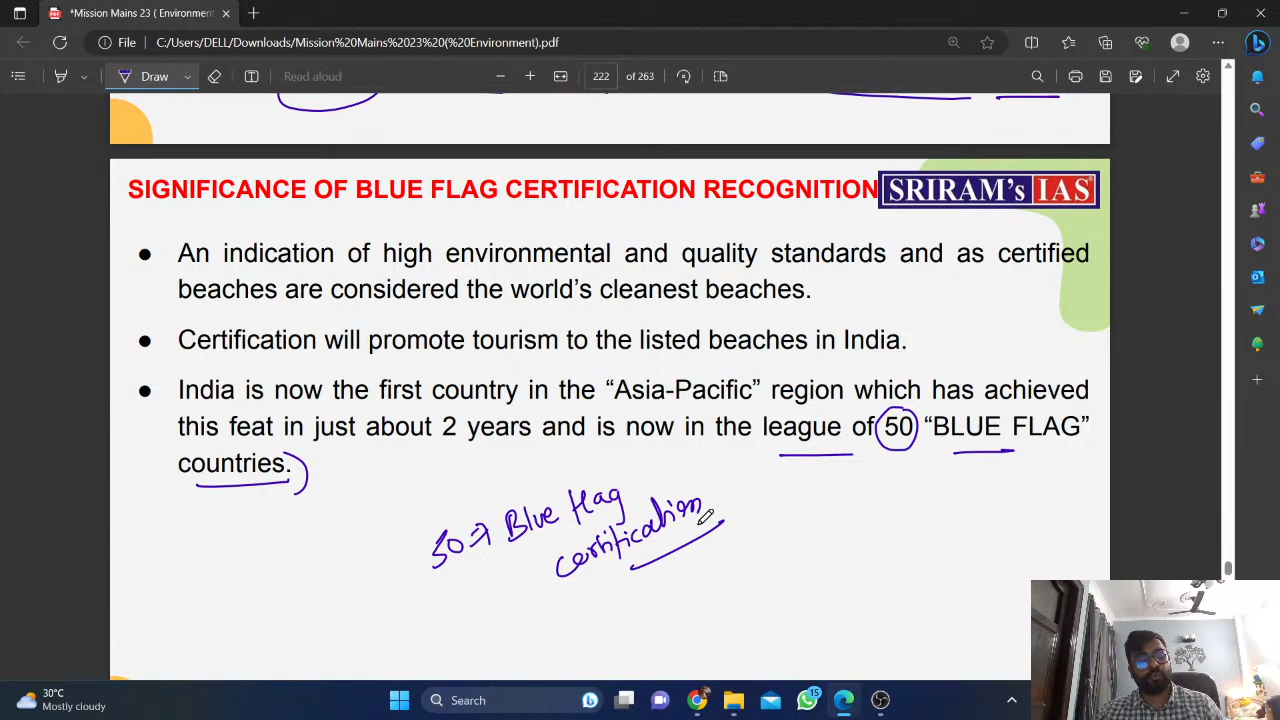 *Mission Mains 23 ( Environment
File
C:/Users/DELL/Downloads/Mission%20Mains%2023%20(%20Environment).pdf
Draw
Read aloud
222 of 263
SIGNIFICANCE OF BLUE FLAG CERTIFICATION RECOGNITION
SRIRAM's IAS
● An indication of high environmental and quality standards and as certified
beaches are considered the world's cleanest beaches.
● Certification will promote tourism to the listed beaches in India.
● India is now the first country in the “Asia-Pacific” region which has achieved
this feat in just about 2 years and is now in the league of 50 “BLUE FLAG”
countries.
50 ⇒ Blue flag
certification
30°C
Mostly cloudy
Search
15